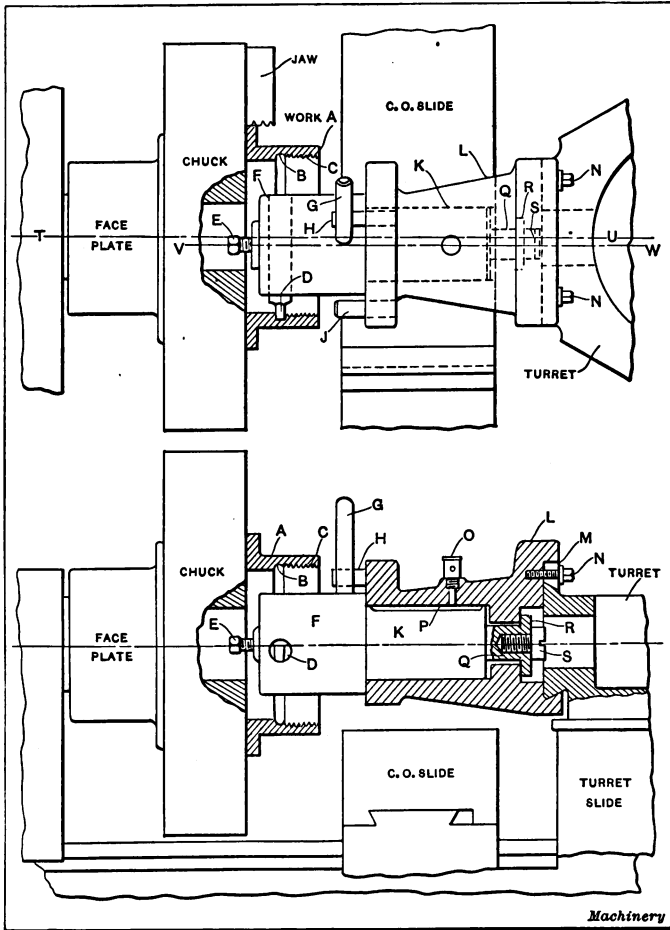 JAW
C. O. SLIDE
WORK A
CHUCK
B
C
F
G
K
L
N
Q
R
S
FACE
PLATE
T
E
V
H
U
W
D
N
J
TURRET
G
A
C
H
O
L
M
N
CHUCK
B
TURRET
FACE
PLATE
E
F
K
P
R
D
Q
S
C. O. SLIDE
TURRET
SLIDE
Machinery